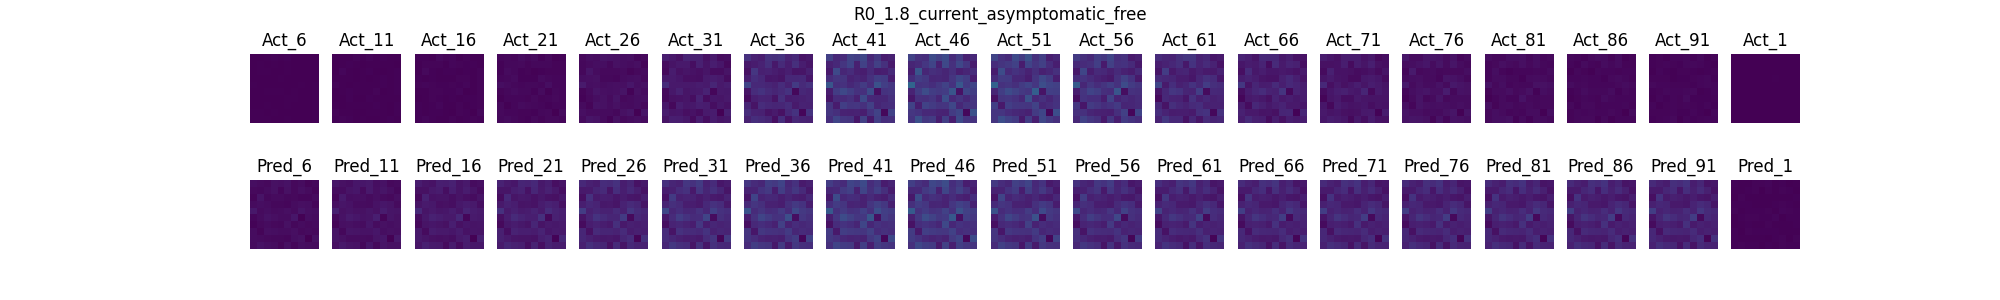 R0_1.8_current_asymptomatic_free
Act_6 Act_11 Act_16 Act_21 Act_26 Act_31 Act_36 Act_41 Act_46 Act_51 Act_56 Act_61 Act_66 Act_71 Act_76 Act_81 Act_86 Act_91 Act_1
Pred_6 Pred_11 Pred_16 Pred_21 Pred_26 Pred_31 Pred_36 Pred_41 Pred_46 Pred_51 Pred_56 Pred_61 Pred_66 Pred_71 Pred_76 Pred_81 Pred_86 Pred_91 Pred_1